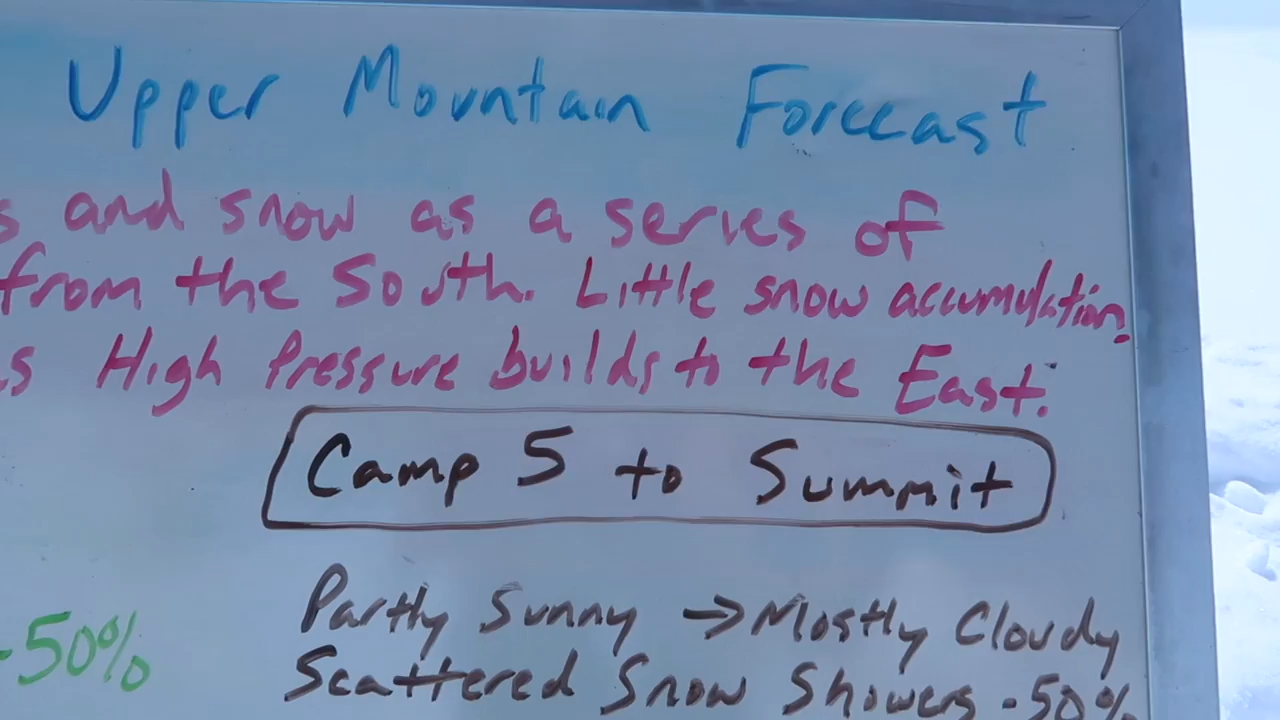 Upper Mountain Forecast
s and snow as a series of
from the South. Little snow accumulation.
s High Pressure builds to the East.
Camp 5 to Summit
Partly Sunny → Mostly Cloudy
-50%
Scattered Snow Showers - 50%